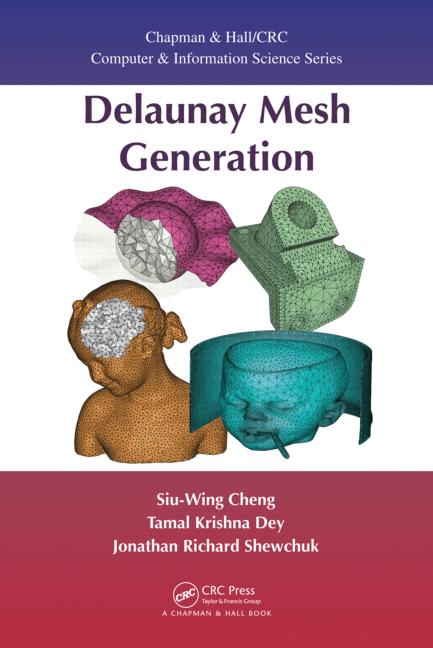 Chapman & Hall/CRC
Computer & Information Science Series
Delaunay Mesh
Generation
Siu-Wing Cheng
Tamal Krishna Dey
Jonathan Richard Shewchuk
CRC
CRC Press
Taylor & Francis Group
A CHAPMAN & HALL BOOK